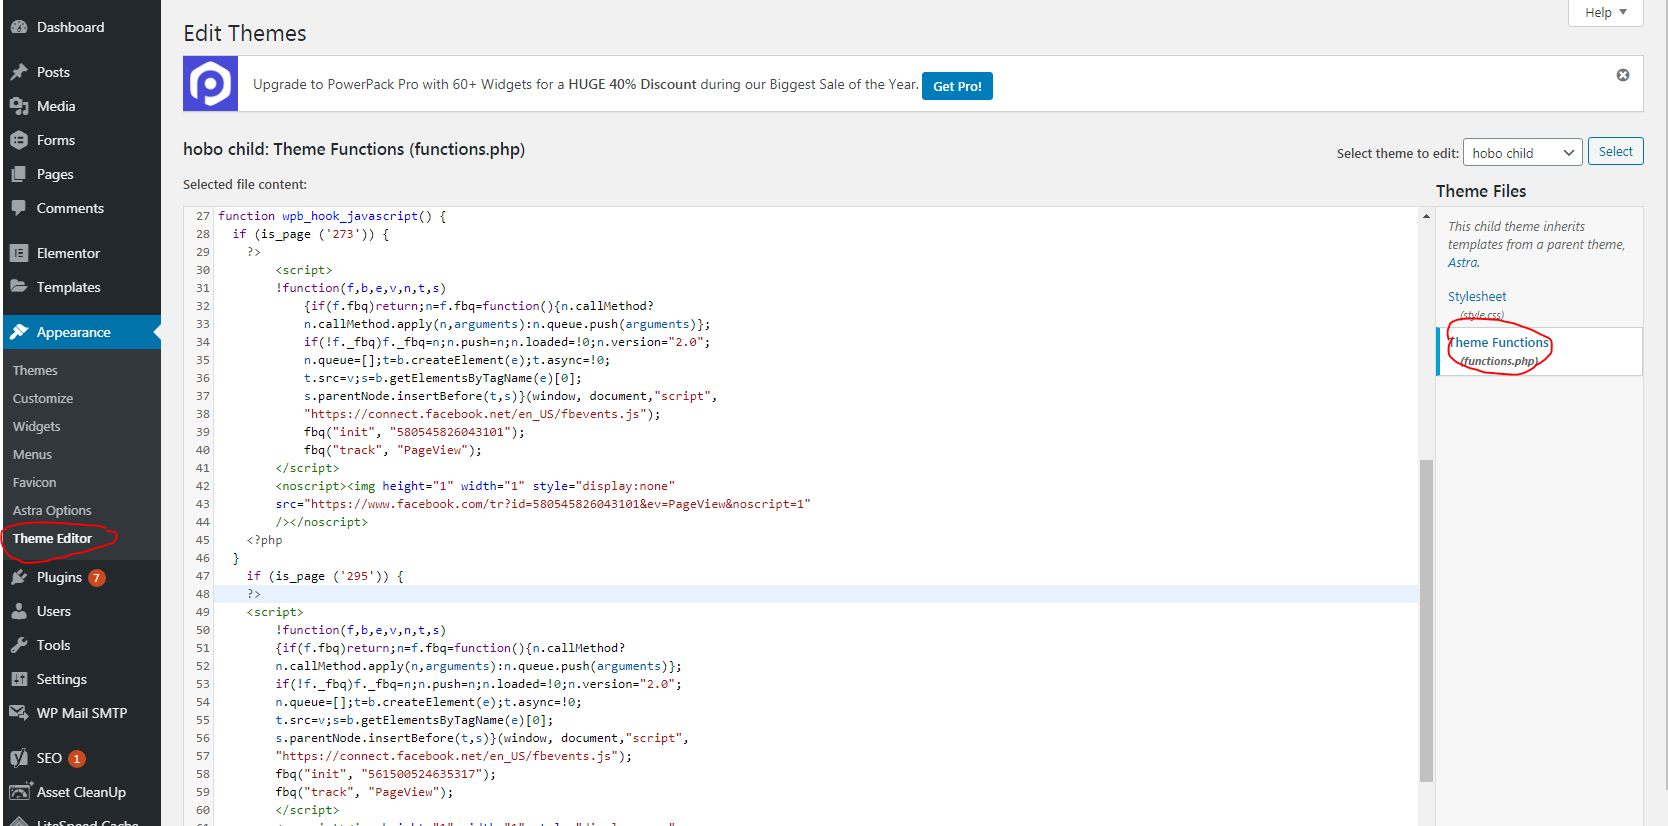 Dashboard
Posts
Media
Forms
Pages
Comments
Elementor
Templates
Appearance
Themes
Customize
Widgets
Menus
Favicon
Astra Options
Theme Editor
Plugins 7
Users
Tools
Settings
WP Mail SMTP
SEO 1
Asset CleanUp
LiteSpeed Cache
Help
Edit Themes
Upgrade to PowerPack Pro with 60+ Widgets for a HUGE 40% Discount during our Biggest Sale of the Year. Get Pro!
hobo child: Theme Functions (functions.php)
Select theme to edit: hobo child Select
Selected file content:
27 function wpb_hook_javascript() {
28 if (is_page ('273')) {
29 ?>
30 <script>
31 !function(f,b,e,v,n,t,s)
32 {if(f.fbq)return;n=f.fbq=function(){n.callMethod?
33 n.callMethod.apply(n,arguments):n.queue.push(arguments)};
34 if(!f._fbq)f._fbq=n;n.push=n;n.loaded=!0;n.version="2.0";
35 n.queue=[];t=b.createElement(e);t.async=!0;
36 t.src=v;s=b.getElementsByTagName(e)[0];
37 s.parentNode.insertBefore(t,s)}(window, document,"script",
38 "https://connect.facebook.net/en_US/fbevents.js");
39 fbq("init", "580545826043101");
40 fbq("track", "PageView");
41 </script>
42 <noscript><img height="1" width="1" style="display:none"
43 src="https://www.facebook.com/tr?id=580545826043101&ev=PageView&noscript=1"
44 /></noscript>
45 <?php
46 }
47 if (is_page ('295')) {
48 ?>
49 <script>
50 !function(f,b,e,v,n,t,s)
51 {if(f.fbq)return;n=f.fbq=function(){n.callMethod?
52 n.callMethod.apply(n,arguments):n.queue.push(arguments)};
53 if(!f._fbq)f._fbq=n;n.push=n;n.loaded=!0;n.version="2.0";
54 n.queue=[];t=b.createElement(e);t.async=!0;
55 t.src=v;s=b.getElementsByTagName(e)[0];
56 s.parentNode.insertBefore(t,s)}(window, document,"script",
57 "https://connect.facebook.net/en_US/fbevents.js");
58 fbq("init", "561500524635317");
59 fbq("track", "PageView");
60 </script>
Theme Files
This child theme inherits
templates from a parent theme,
Astra.
Stylesheet
(style.css)
Theme Functions
(functions.php)